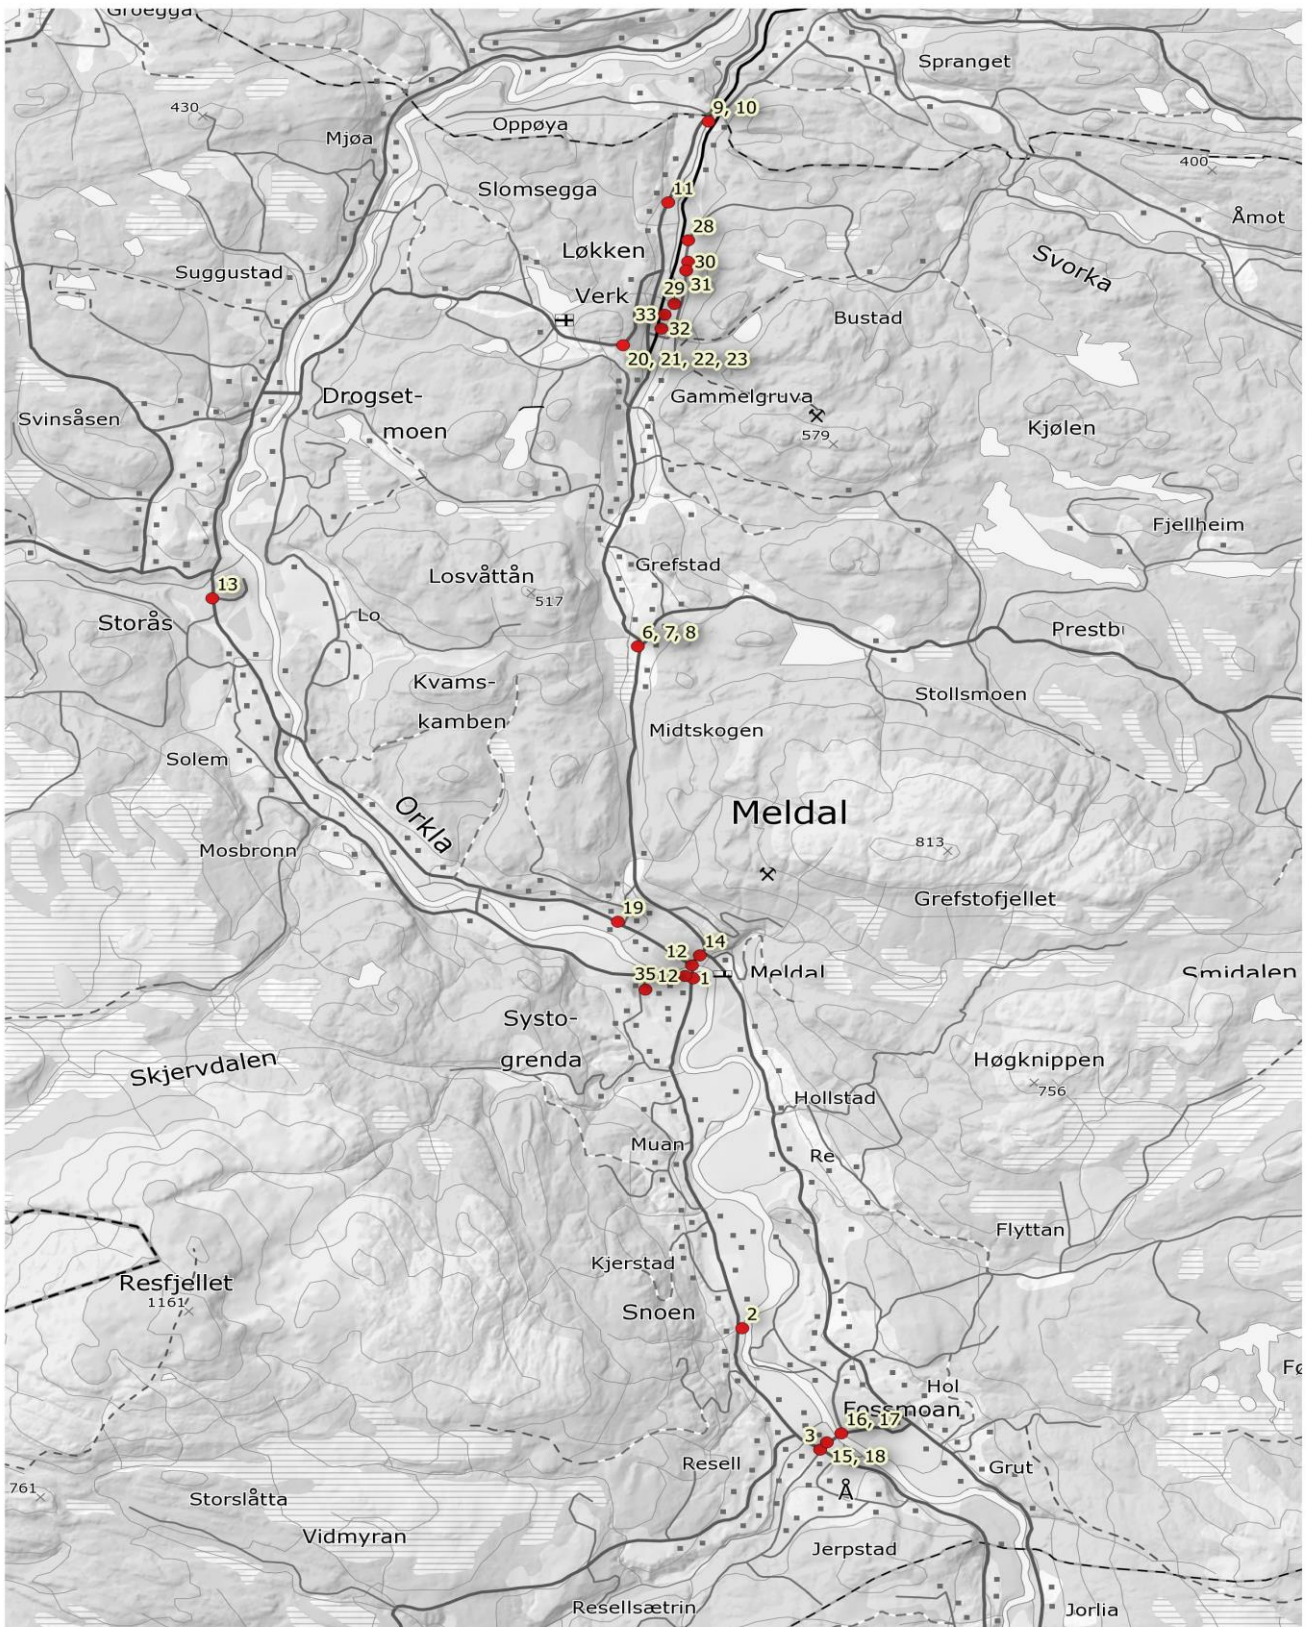 Groegga
Spranget
430
9, 10
Oppøya
Mjøa
400
Slomsegga
11
Åmot
28
Løkken
Svorka
30
Suggustad
31
29
Verk
33
Bustad
32
20, 21, 22, 23
Drogset-
Gammelgruva
Svinsåsen
moen
579
Kjølen
Fjellheim
Grefstad
Losvåttån
13
517
Lo
Storås
6, 7, 8
Kvams-
Stollsmoen
kamben
Midtskogen
Solem
Orkla
Meldal
813
Mosbronn
Grefstofjellet
19
14
12
35
12
1
Meldal
Smidalen
Systo-
grenda
Skjervdalen
Høgknippen
756
Hollstad
Muan
Re
Flyttan
Kjerstad
Resfjellet
1161
Snoen
2
Hol
Fossmoan
16, 17
3
15, 18
Resell
Grut
761
Å
Storslåtta
Vidmyran
Jerpstad
Resellsætrin
Jorlia